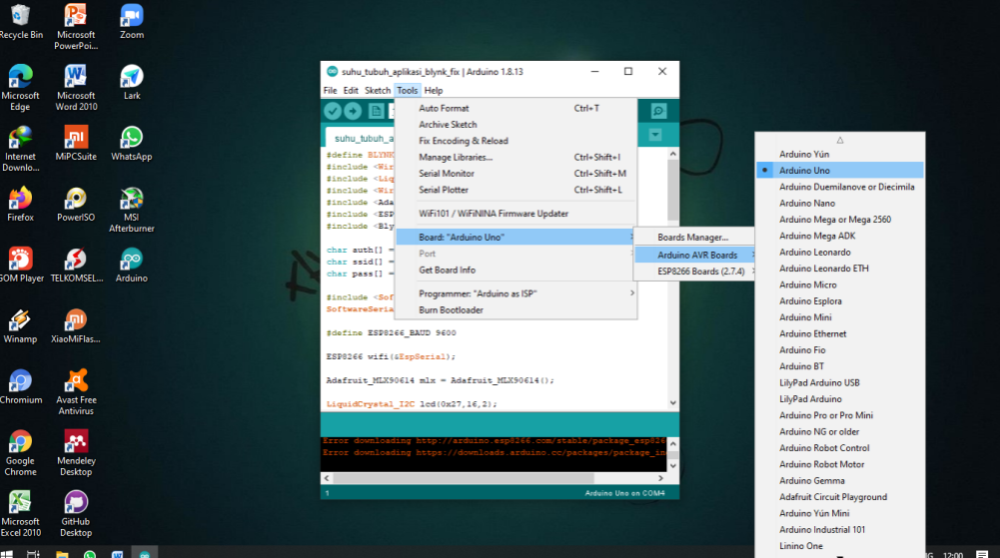 Recycle Bin
Microsoft PowerPoi...
Zoom
Microsoft Edge
Microsoft Word 2010
Lark
Internet Downlo...
MiPCSuite
WhatsApp
Firefox
PowerISO
MSI Afterburner
GOM Player
TELKOMSEL...
Arduino
Winamp
XiaoMiFlas...
Chromium
Avast Free Antivirus
Google Chrome
Mendeley Desktop
Microsoft Excel 2010
GitHub Desktop
suhu_tubuh_aplikasi_blynk_fix | Arduino 1.8.13
File Edit Sketch Tools Help
Auto Format Ctrl+T
Archive Sketch
Fix Encoding & Reload
Manage Libraries... Ctrl+Shift+I
Serial Monitor Ctrl+Shift+M
Serial Plotter Ctrl+Shift+L
WiFi101 / WiFiNINA Firmware Updater
Board: "Arduino Uno"
Port
Get Board Info
Programmer: "Arduino as ISP"
Burn Bootloader
Boards Manager...
Arduino AVR Boards
ESP8266 Boards (2.7.4)
Arduino Yún
Arduino Uno
Arduino Duemilanove or Diecimila
Arduino Nano
Arduino Mega or Mega 2560
Arduino Mega ADK
Arduino Leonardo
Arduino Leonardo ETH
Arduino Micro
Arduino Esplora
Arduino Mini
Arduino Ethernet
Arduino Fio
Arduino BT
LilyPad Arduino USB
LilyPad Arduino
Arduino Pro or Pro Mini
Arduino NG or older
Arduino Robot Control
Arduino Robot Motor
Arduino Gemma
Adafruit Circuit Playground
Arduino Yún Mini
Arduino Industrial 101
Linino One
suhu_tubuh_a
#define BLYNK
#include <Wir
#include <Liq
#include <Wir
#include <Ada
#include <ESP
#include <Bly
char auth[] =
char ssid[] =
char pass[] =
#include <Sof
SoftwareSeria
#define ESP8266_BAUD 9600
ESP8266 wifi(&EspSerial);
Adafruit_MLX90614 mlx = Adafruit_MLX90614();
LiquidCrystal_I2C lcd(0x27,16,2);
Error downloading http://arduino.esp8266.com/stable/package_esp826
Error downloading https://downloads.arduino.cc/packages/package_in
1 Arduino Uno on COM4
12:00